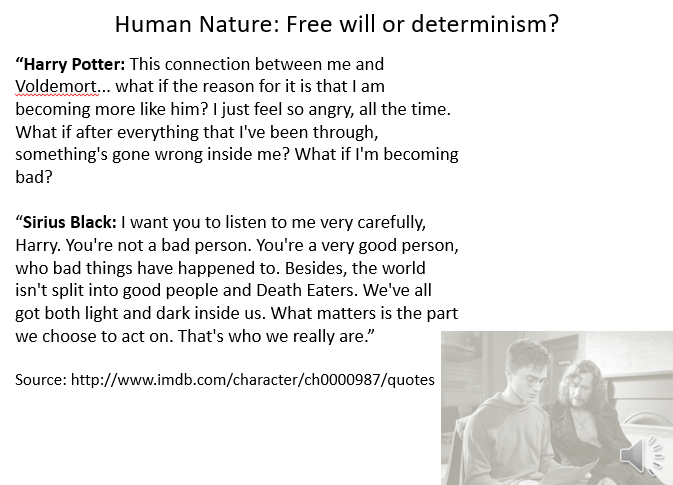 Human Nature: Free will or determinism?
“Harry Potter: This connection between me and
Voldemort... what if the reason for it is that I am
becoming more like him? I just feel so angry, all the time.
What if after everything that I've been through,
something's gone wrong inside me? What if I'm becoming
bad?
“Sirius Black: I want you to listen to me very carefully,
Harry. You're not a bad person. You're a very good person,
who bad things have happened to. Besides, the world
isn't split into good people and Death Eaters. We've all
got both light and dark inside us. What matters is the part
we choose to act on. That's who we really are.”
Source: http://www.imdb.com/character/ch0000987/quotes